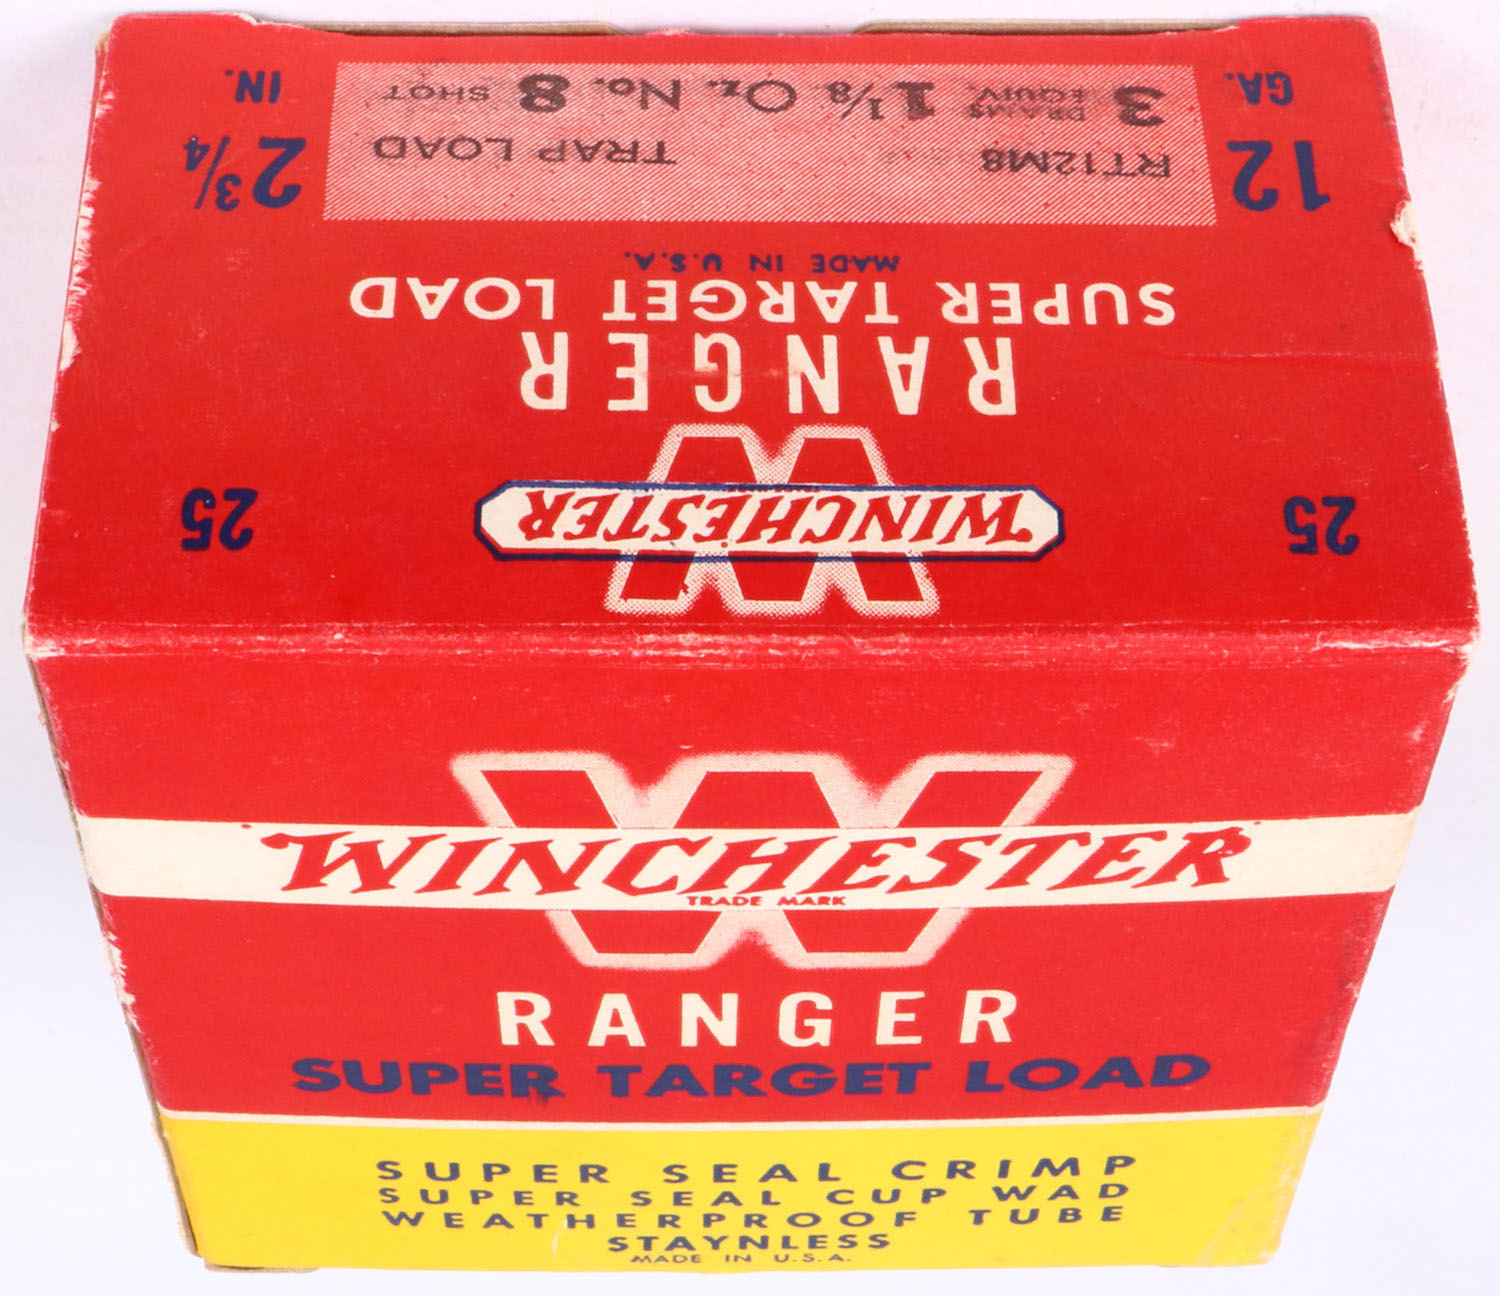 WINCHESTER
TRADE MARK
RANGER
SUPER TARGET LOAD
SUPER SEAL CRIMP
SUPER SEAL CUP WAD
WEATHERPROOF TUBE
STAYNLESS
MADE IN U.S.A.
25 WINCHESTER 25
RANGER
SUPER TARGET LOAD
MADE IN U.S.A.
12 RT12M8 TRAP LOAD 2¾
GA. 3 DRAMS EQUIV. 1⅛ Oz. No. 8 SHOT IN.